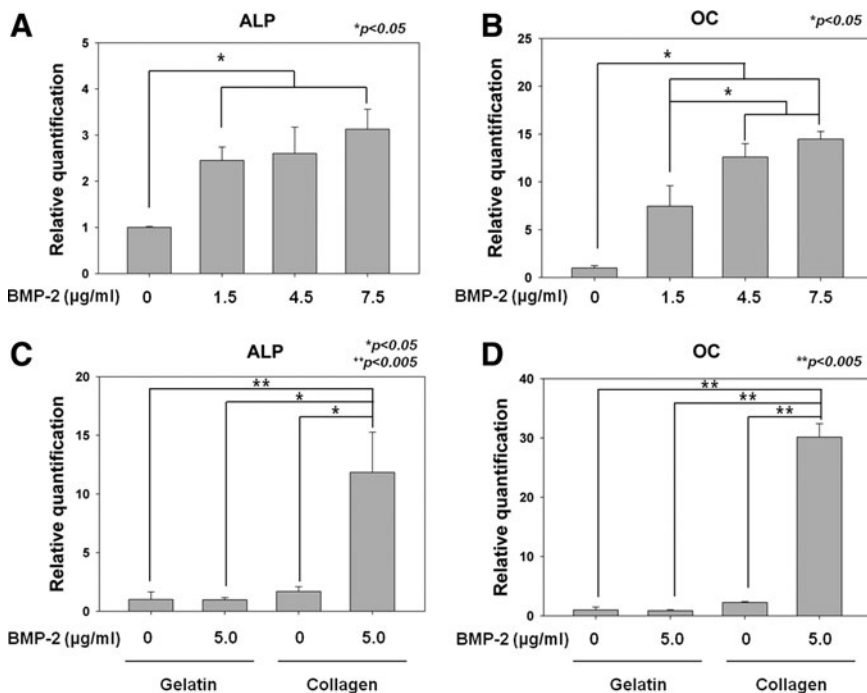 A
ALP
*p<0.05
Relative quantification
5
4
3
2
1
0
*
BMP-2 (µg/ml) 0 1.5 4.5 7.5
B
OC
*p<0.05
Relative quantification
25
20
15
10
5
0
*
*
BMP-2 (µg/ml) 0 1.5 4.5 7.5
C
ALP
*p<0.05
**p<0.005
Relative quantification
20
15
10
5
0
**
*
*
BMP-2 (µg/ml) 0 5.0 0 5.0
Gelatin Collagen
D
OC
**p<0.005
Relative quantification
40
30
20
10
0
**
**
**
BMP-2 (µg/ml) 0 5.0 0 5.0
Gelatin Collagen